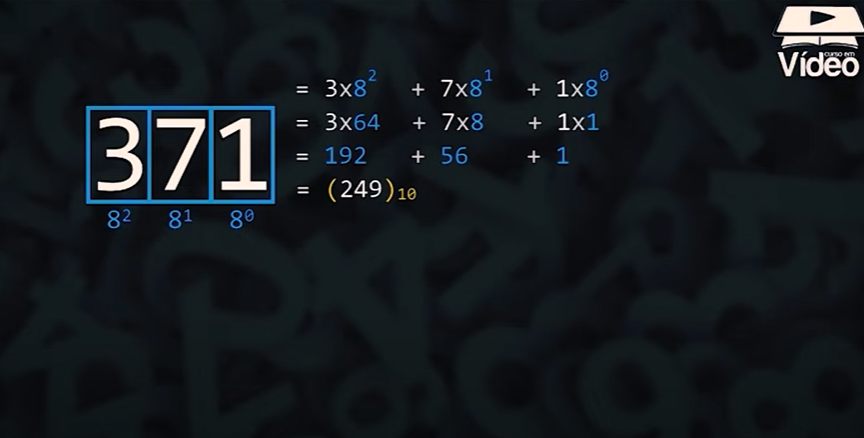 curso em
Vídeo
= 3x8² + 7x8¹ + 1x8⁰
= 3x64 + 7x8 + 1x1
371
= 192 + 56 + 1
= (249)₁₀
8² 8¹ 8⁰